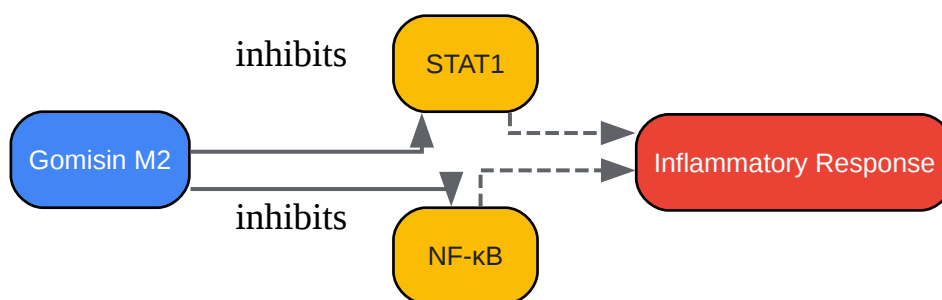 inhibits
STAT1
Gomisin M2
Inflammatory Response
inhibits
NF-κB